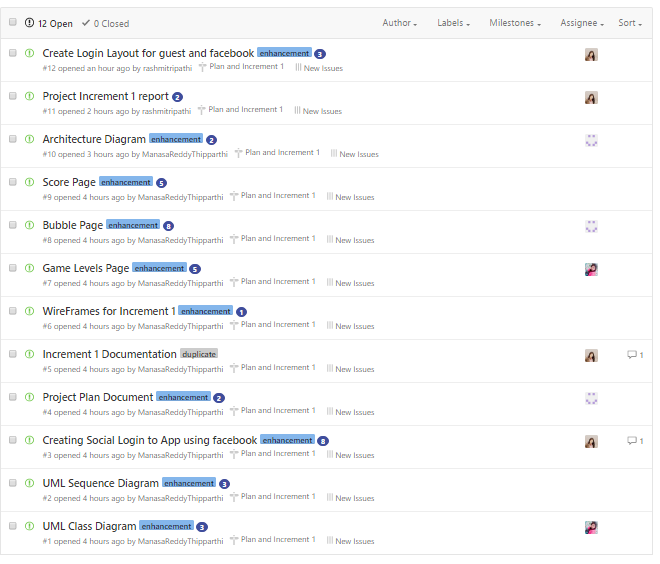 12 Open 0 Closed Author Labels Milestones Assignee Sort
Create Login Layout for guest and facebook enhancement 3
#12 opened an hour ago by rashmitripathi Plan and Increment 1 New Issues
Project Increment 1 report 2
#11 opened 2 hours ago by rashmitripathi Plan and Increment 1 New Issues
Architecture Diagram enhancement 2
#10 opened 3 hours ago by ManasaReddyThipparthi Plan and Increment 1 New Issues
Score Page enhancement 5
#9 opened 4 hours ago by ManasaReddyThipparthi Plan and Increment 1 New Issues
Bubble Page enhancement 8
#8 opened 4 hours ago by ManasaReddyThipparthi Plan and Increment 1 New Issues
Game Levels Page enhancement 5
#7 opened 4 hours ago by ManasaReddyThipparthi Plan and Increment 1 New Issues
WireFrames for Increment 1 enhancement 1
#6 opened 4 hours ago by ManasaReddyThipparthi Plan and Increment 1 New Issues
Increment 1 Documentation duplicate 1
#5 opened 4 hours ago by ManasaReddyThipparthi Plan and Increment 1 New Issues
Project Plan Document enhancement 2
#4 opened 4 hours ago by ManasaReddyThipparthi Plan and Increment 1 New Issues
Creating Social Login to App using facebook enhancement 8 1
#3 opened 4 hours ago by ManasaReddyThipparthi Plan and Increment 1 New Issues
UML Sequence Diagram enhancement 3
#2 opened 4 hours ago by ManasaReddyThipparthi Plan and Increment 1 New Issues
UML Class Diagram enhancement 3
#1 opened 4 hours ago by ManasaReddyThipparthi Plan and Increment 1 New Issues